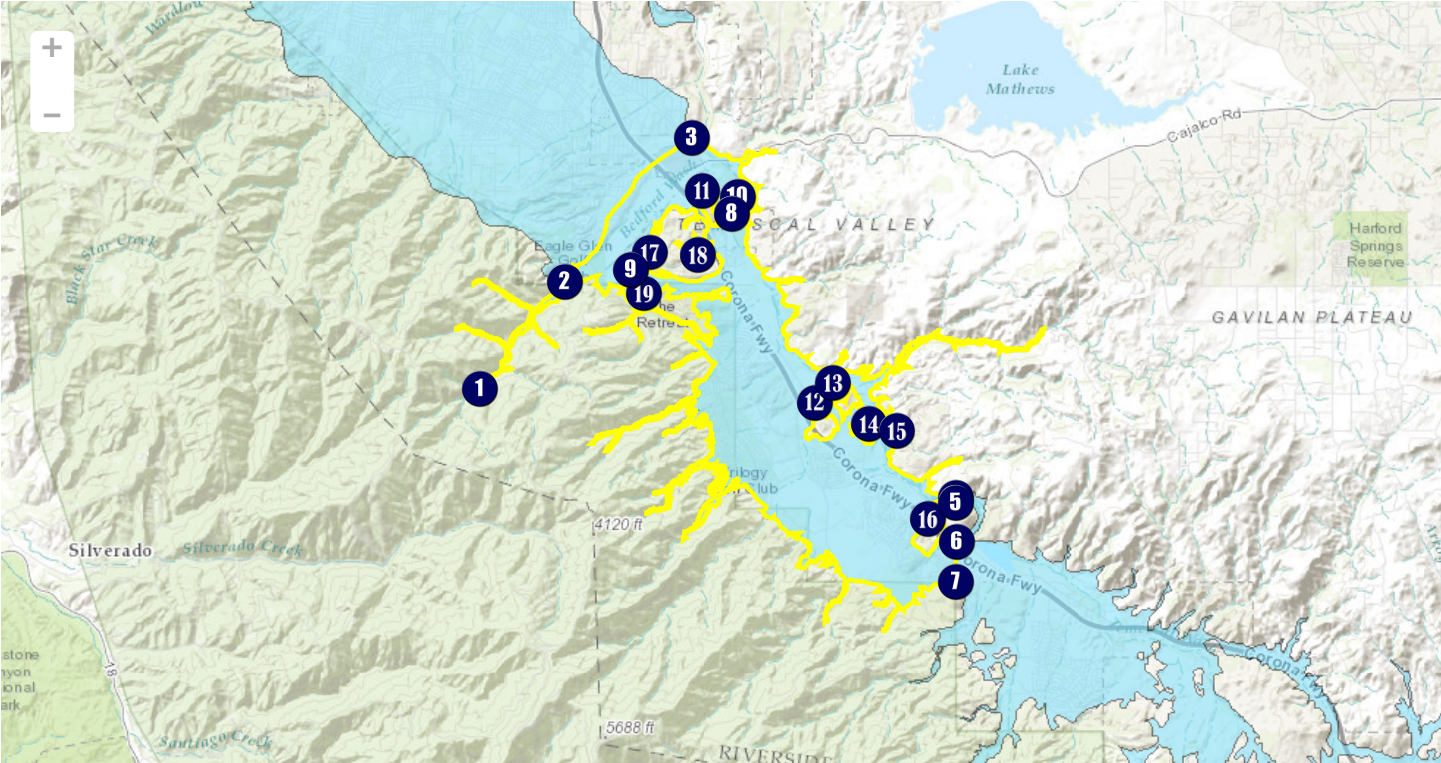 +
−
Lake
Mathews
Cajalco Rd
3
11
10
8
Bedford Wash
SCAL VALLEY
Black Star Creek
Eagle Glen
Harford
Springs
Reserve
17
18
9
2
19
Retreat
Corona Fwy
GAVILAN PLATEAU
1
13
12
14
15
Corona Fwy
5
16
4120 ft
6
Silverado
Silverado Creek
7
Corona Fwy
18
Corona Fwy
5688 ft
Santiago Creek
RIVERSIDE